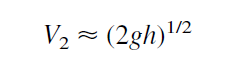 V₂ ≈ (2gh)^{1/2}